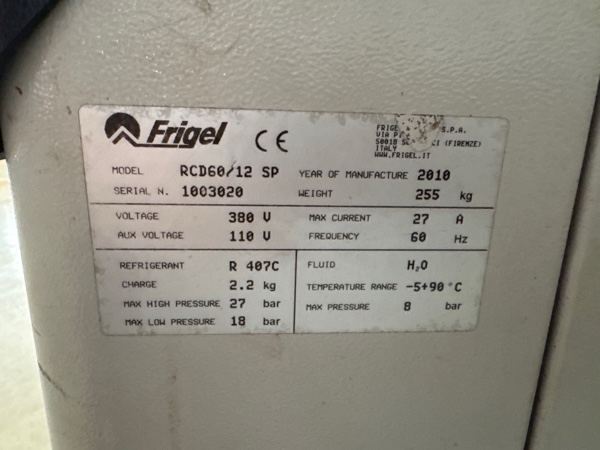 Frigel CE
FRIGE S.P.A.
VIA
5001 (FIRENZE)
ITALY
WWW.FRIGEL.IT
MODEL RCD60/12 SP YEAR OF MANUFACTURE 2010
SERIAL N. 1003020 WEIGHT 255 kg
VOLTAGE 380 V MAX CURRENT 27 A
AUX VOLTAGE 110 V FREQUENCY 60 Hz
REFRIGERANT R 407C FLUID H₂O
CHARGE 2.2 kg TEMPERATURE RANGE -5+90 °C
MAX HIGH PRESSURE 27 bar MAX PRESSURE 8 bar
MAX LOW PRESSURE 18 bar